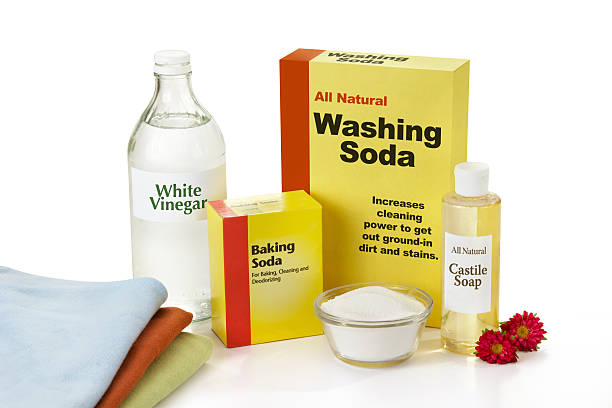 Washing
Soda
All Natural
Washing
Soda
Increases
cleaning
power to get
out ground-in
dirt and stains.
White
Vinegar
Baking
Soda
For Baking, Cleaning and
Deodorizing
All Natural
Castile
Soap